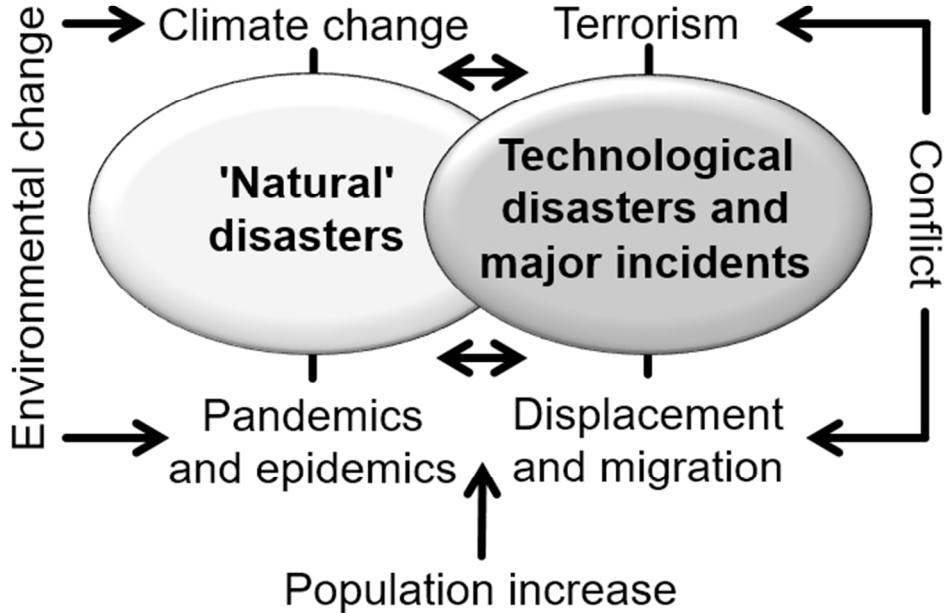 Climate change
Terrorism
Environmental change
'Natural'
disasters
Technological
disasters and
major incidents
Conflict
Pandemics
and epidemics
Displacement
and migration
Population increase